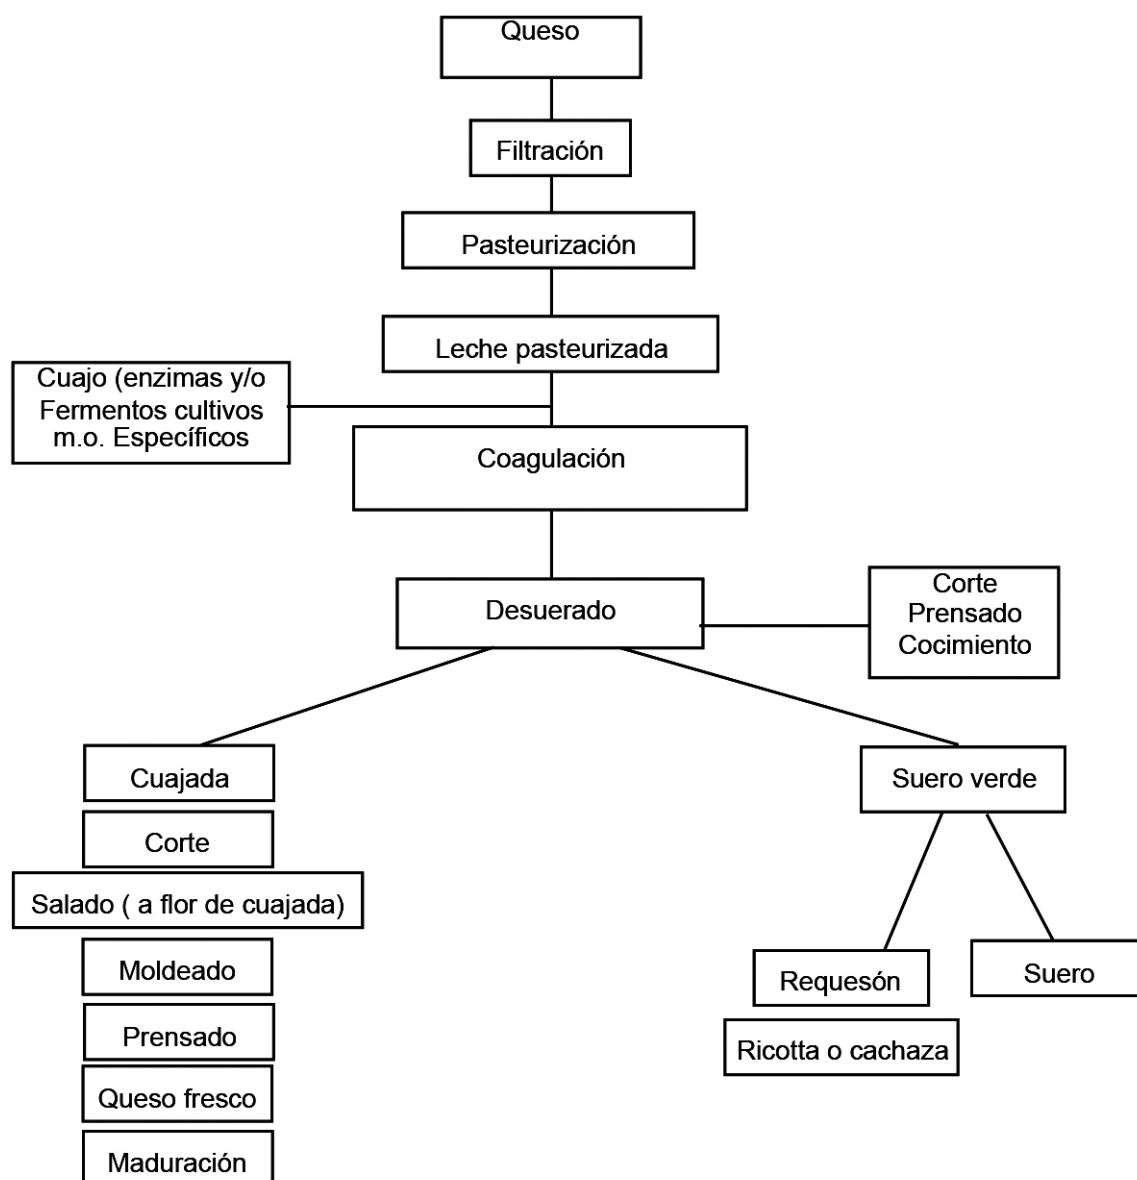 Queso
Filtración
Pasteurización
Leche pasteurizada
Cuajo (enzimas y/o
Fermentos cultivos
m.o. Específicos
Coagulación
Desuerado
Corte
Prensado
Cocimiento
Cuajada
Corte
Salado ( a flor de cuajada)
Moldeado
Prensado
Queso fresco
Maduración
Suero verde
Requesón
Ricotta o cachaza
Suero